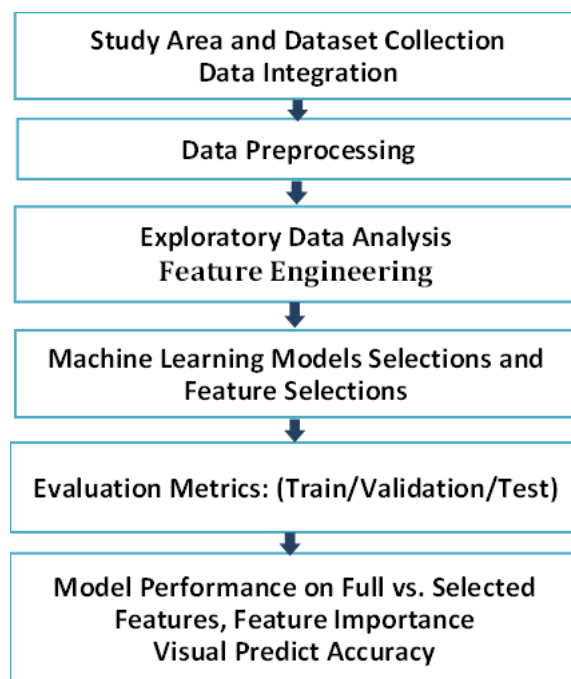 Study Area and Dataset Collection
Data Integration
Data Preprocessing
Exploratory Data Analysis
Feature Engineering
Machine Learning Models Selections and
Feature Selections
Evaluation Metrics: (Train/Validation/Test)
Model Performance on Full vs. Selected
Features, Feature Importance
Visual Predict Accuracy